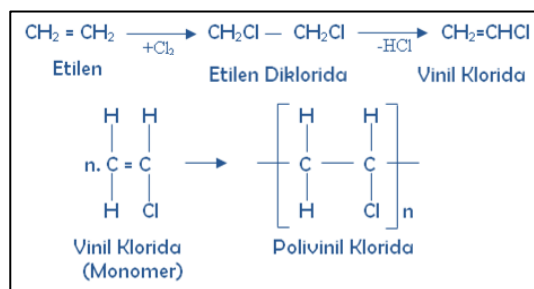 CH₂ = CH₂ +Cl₂ CH₂Cl — CH₂Cl -HCl CH₂=CHCl
Etilen Etilen Diklorida Vinil Klorida
H H H H
n. C = C C C
H Cl H Cl n
Vinil Klorida Polivinil Klorida
(Monomer)